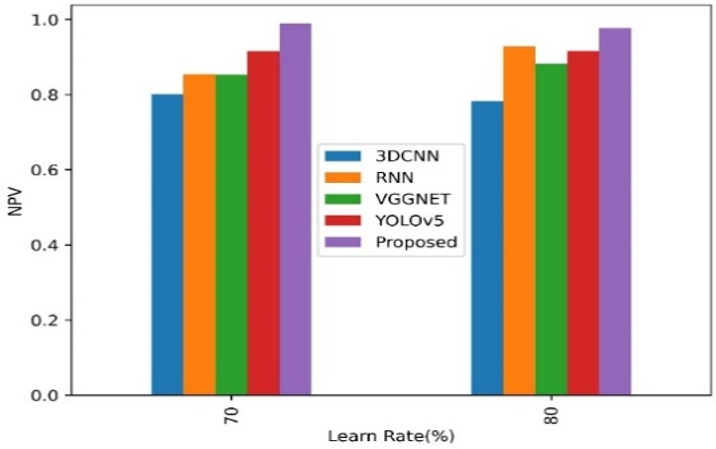 1.0
0.8
0.6
0.4
0.2
0.0
NPV
3DCNN
RNN
VGGNET
YOLOv5
Proposed
70
80
Learn Rate(%)